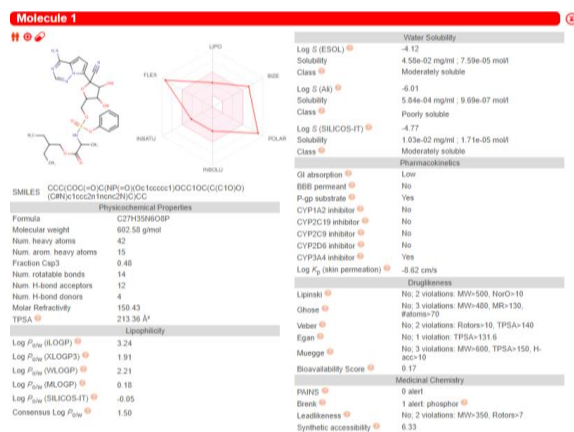 Molecule 1
LIPO
FLEX
SIZE
INSATU
POLAR
INSOLU
SMILES CCC(COC(=O)C(NP(=O)(Oc1ccccc1)OCC1OC(C(C1O)O)
(C#N)c1ccc2n1ncnc2N)C)CC
Physicochemical Properties
Formula C27H35N6O8P
Molecular weight 602.58 g/mol
Num. heavy atoms 42
Num. arom. heavy atoms 15
Fraction Csp3 0.48
Num. rotatable bonds 14
Num. H-bond acceptors 12
Num. H-bond donors 4
Molar Refractivity 150.43
TPSA 213.36 Å²
Lipophilicity
Log Po/w (iLOGP) 3.24
Log Po/w (XLOGP3) 1.91
Log Po/w (WLOGP) 2.21
Log Po/w (MLOGP) 0.18
Log Po/w (SILICOS-IT) -0.05
Consensus Log Po/w 1.50
Water Solubility
Log S (ESOL) -4.12
Solubility 4.58e-02 mg/ml ; 7.59e-05 mol/l
Class Moderately soluble
Log S (Ali) -6.01
Solubility 5.84e-04 mg/ml ; 9.69e-07 mol/l
Class Poorly soluble
Log S (SILICOS-IT) -4.77
Solubility 1.03e-02 mg/ml ; 1.71e-05 mol/l
Class Moderately soluble
Pharmacokinetics
GI absorption Low
BBB permeant No
P-gp substrate Yes
CYP1A2 inhibitor No
CYP2C19 inhibitor No
CYP2C9 inhibitor No
CYP2D6 inhibitor No
CYP3A4 inhibitor Yes
Log Kp (skin permeation) -8.62 cm/s
Druglikeness
Lipinski No; 2 violations: MW>500, NorO>10
Ghose No; 3 violations: MW>480, MR>130,
#atoms>70
Veber No; 2 violations: Rotors>10, TPSA>140
Egan No; 1 violation: TPSA>131.6
Muegge No; 3 violations: MW>600, TPSA>150, H-
acc>10
Bioavailability Score 0.17
Medicinal Chemistry
PAINS 0 alert
Brenk 1 alert: phosphor
Leadlikeness No; 2 violations: MW>350, Rotors>7
Synthetic accessibility 6.33